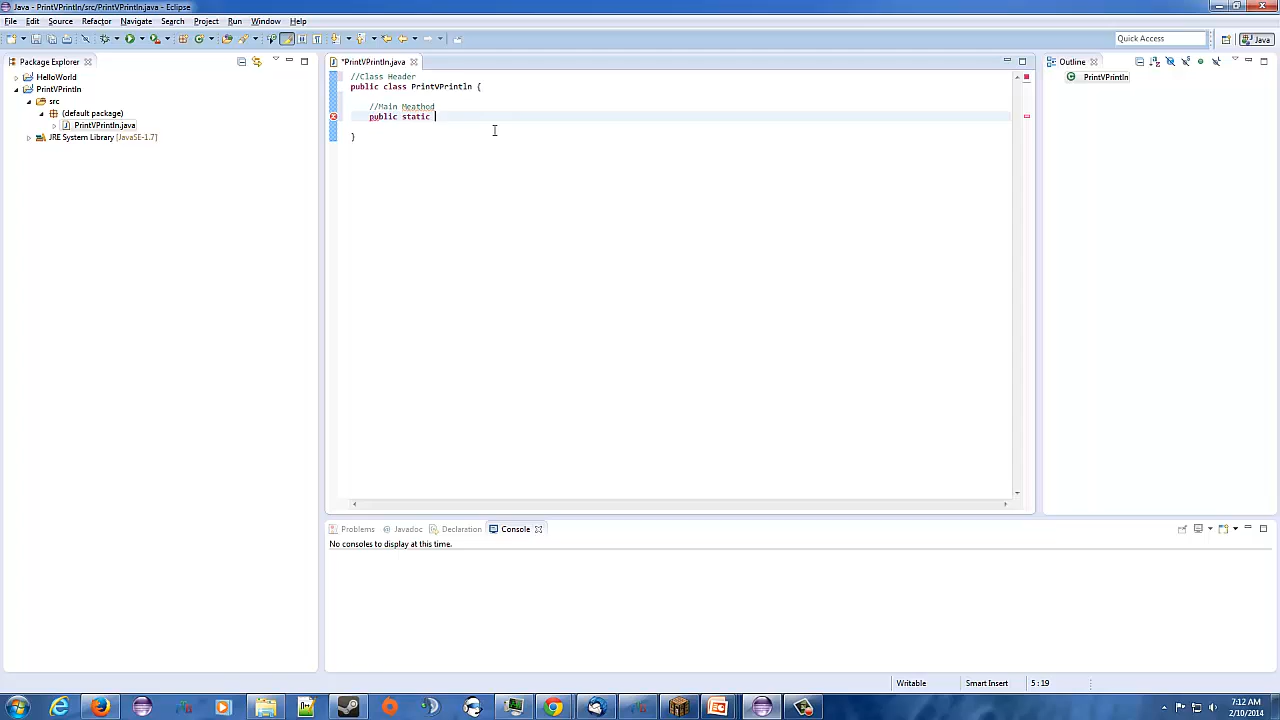 Java - PrintVPrintln/src/PrintVPrintln.java - Eclipse
File Edit Source Refactor Navigate Search Project Run Window Help
Quick Access
Java
Package Explorer
*PrintVPrintln.java
Outline
HelloWorld
PrintVPrintln
src
(default package)
PrintVPrintln.java
JRE System Library [JavaSE-1.7]
//Class Header
public class PrintVPrintln {
//Main Meathod
public static
}
PrintVPrintln
Problems Javadoc Declaration Console
No consoles to display at this time.
Writable Smart Insert 5 : 19
7:12 AM
2/10/2014